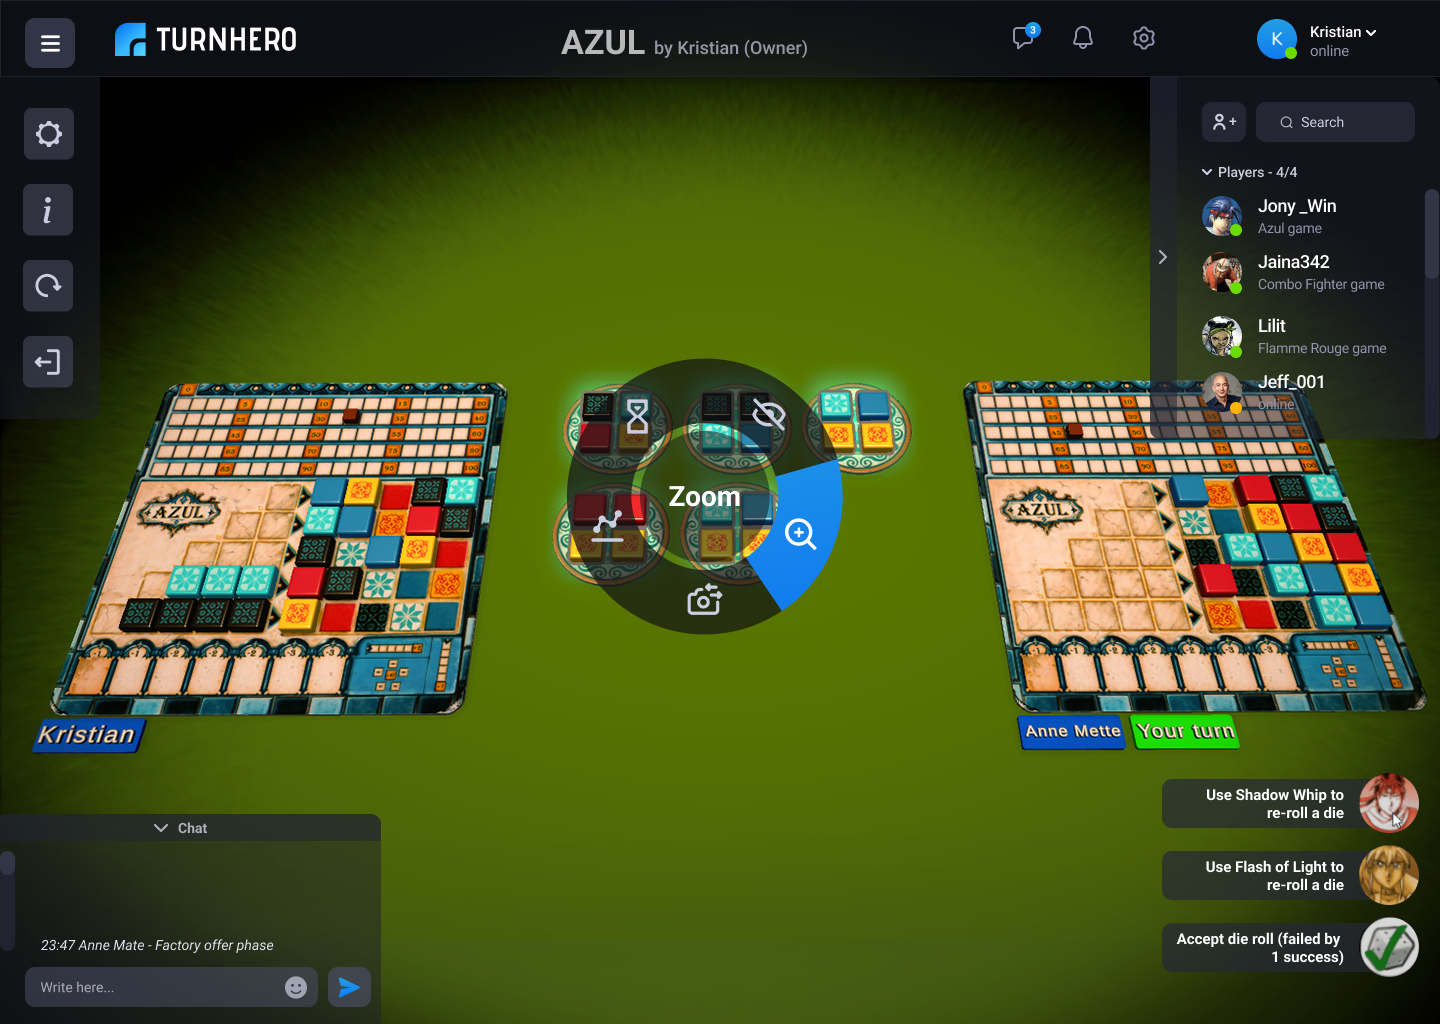 TURNHERO
AZUL by Kristian (Owner)
3
K
Kristian
online
Search
Players - 4/4
Jony _Win
Azul game
Jaina342
Combo Fighter game
Lilit
Flamme Rouge game
Jeff_001
online
Zoom
AZUL
AZUL
Kristian
Anne Mette
Your turn
Use Shadow Whip to
re-roll a die
Use Flash of Light to
re-roll a die
Accept die roll (failed by
1 success)
Chat
23:47 Anne Mate - Factory offer phase
Write here...